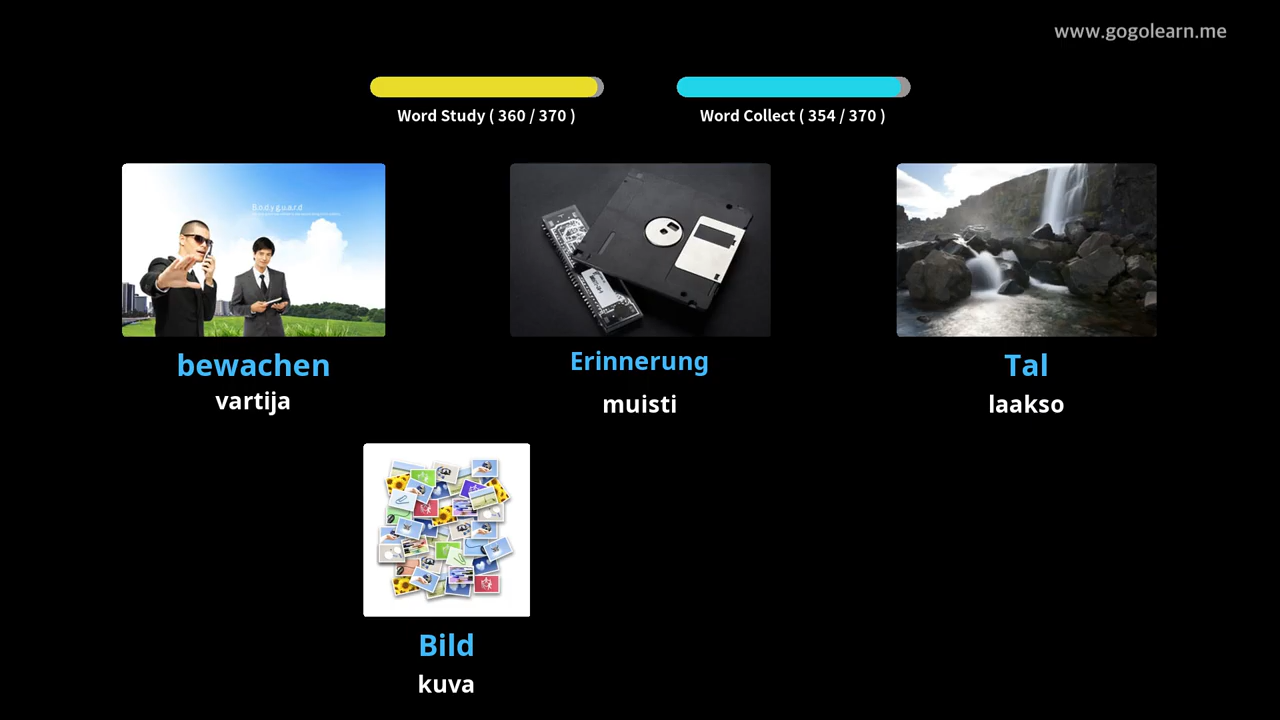 www.gogolearn.me
Word Study ( 360 / 370 )
Word Collect ( 354 / 370 )
Bodyguard
bewachen
vartija
Erinnerung
muisti
Tal
laakso
Bild
kuva